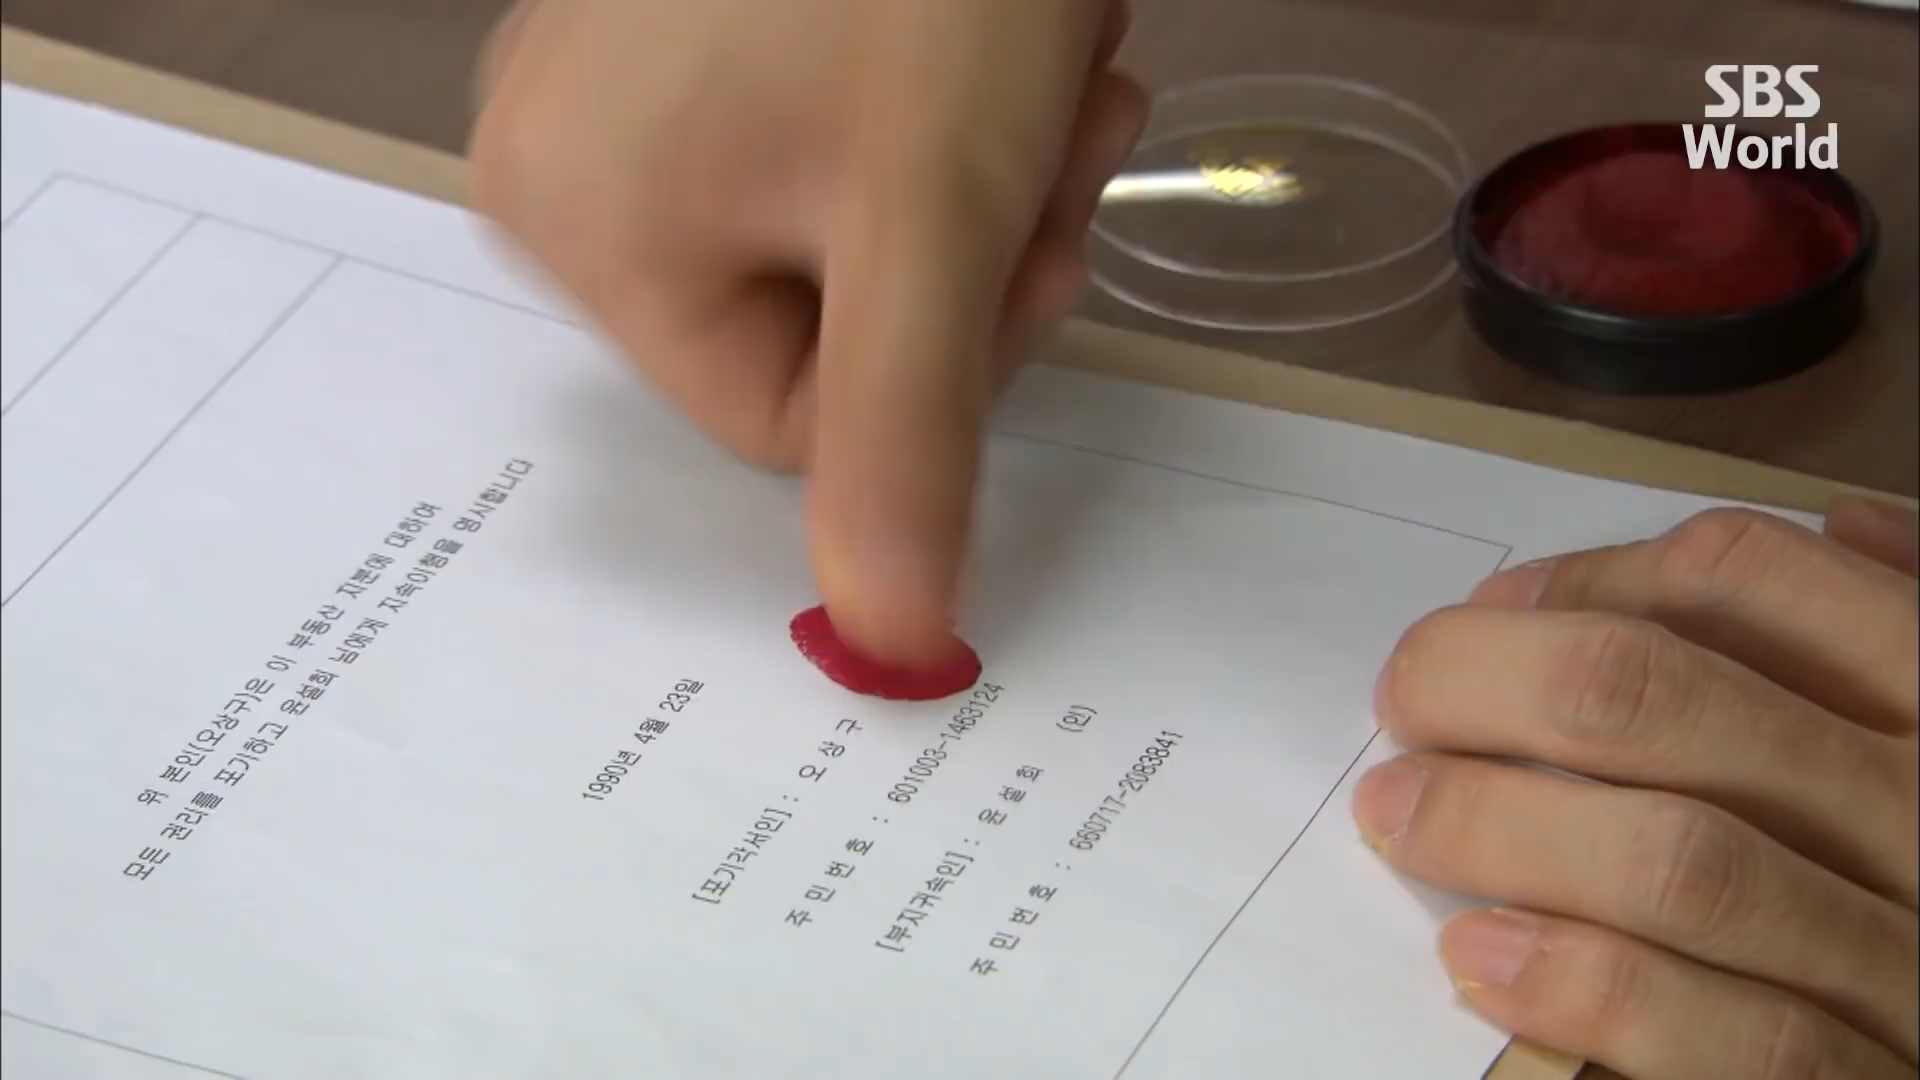 SBS
World
위 본인(오상구)은 이 부동산 지분에 대하여
모든 권리를 포기하고 윤설희 님에게 지속이행을 명시합니다
1990년 4월 23일
[포기각서인] : 오 상 구
주 민 번 호 : 601003-1463124
[부지귀속인] : 윤 설 희 (인)
주 민 번 호 : 660717-2083841